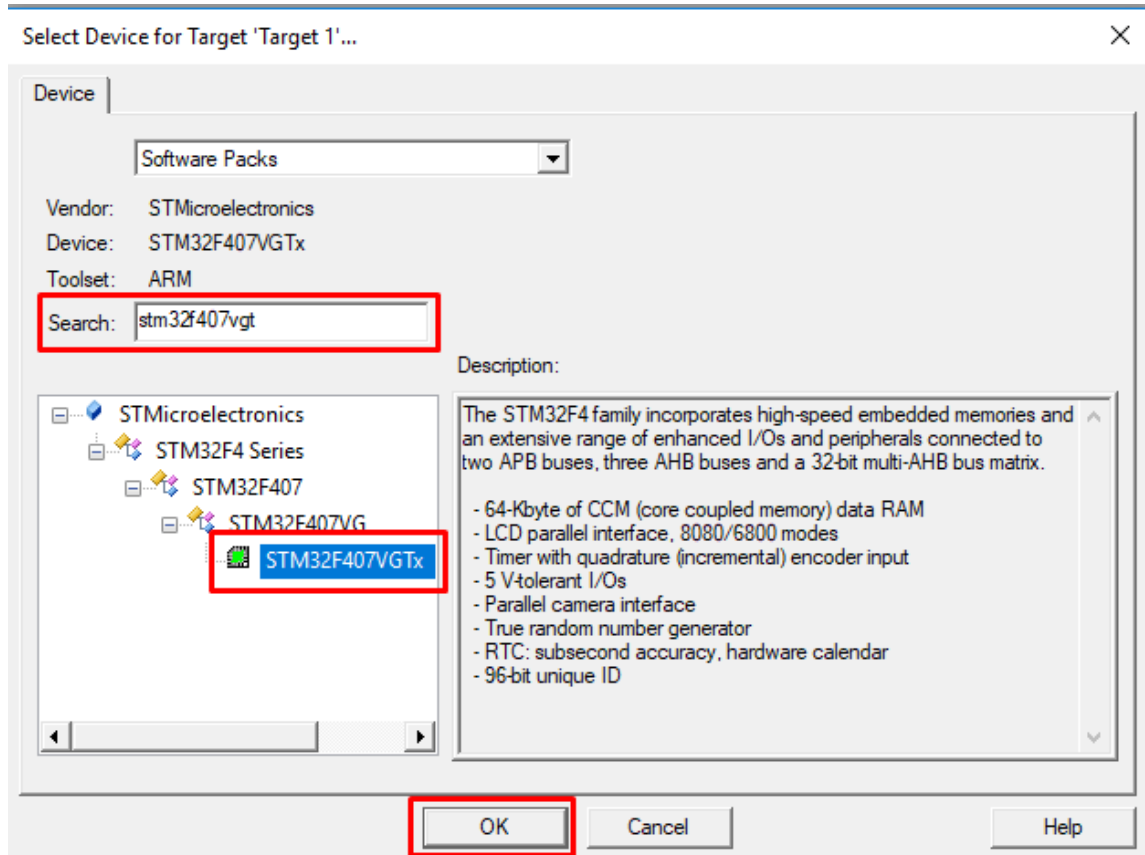 Select Device for Target 'Target 1'...
Device
Software Packs
Vendor: STMicroelectronics
Device: STM32F407VGTx
Toolset: ARM
Search: stm32f407vgt
Description:
STMicroelectronics
STM32F4 Series
STM32F407
STM32F407VG
STM32F407VGTx
The STM32F4 family incorporates high-speed embedded memories and
an extensive range of enhanced I/Os and peripherals connected to
two APB buses, three AHB buses and a 32-bit multi-AHB bus matrix.
- 64-Kbyte of CCM (core coupled memory) data RAM
- LCD parallel interface, 8080/6800 modes
- Timer with quadrature (incremental) encoder input
- 5 V-tolerant I/Os
- Parallel camera interface
- True random number generator
- RTC: subsecond accuracy, hardware calendar
- 96-bit unique ID
OK Cancel Help